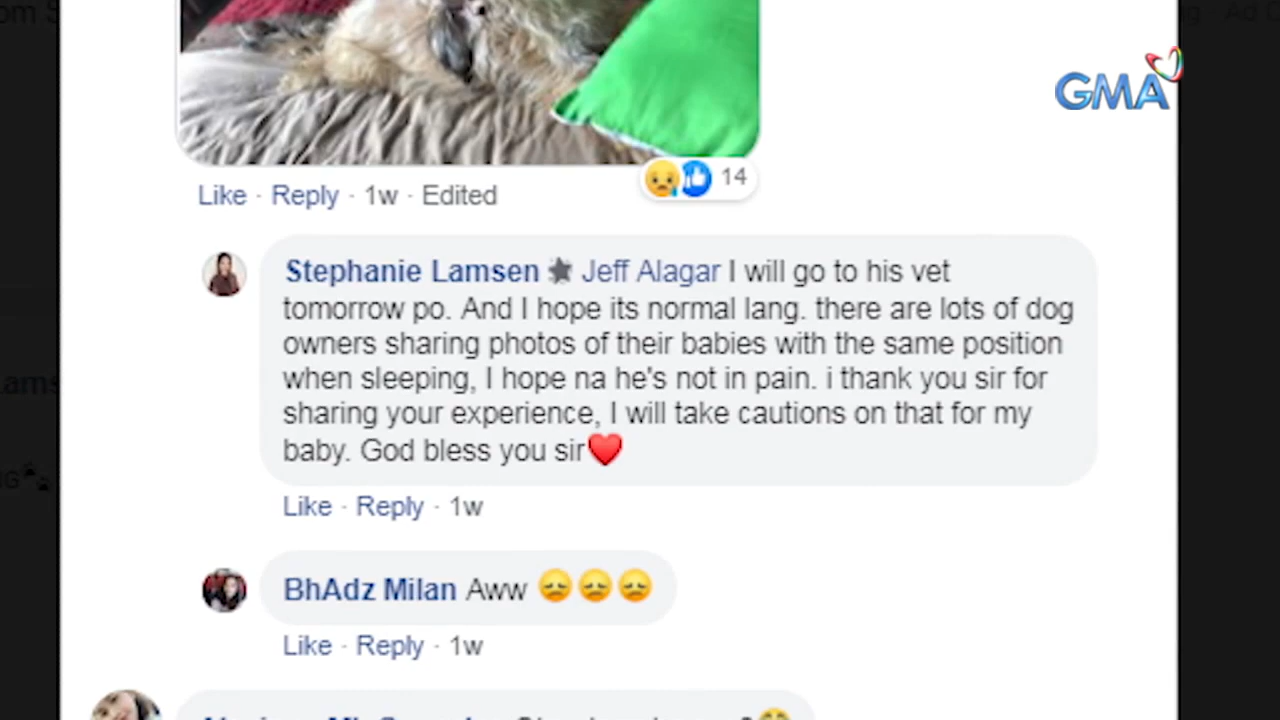 GMA
14
Like · Reply · 1w · Edited
Stephanie Lamsen Jeff Alagar I will go to his vet
tomorrow po. And I hope its normal lang. there are lots of dog
owners sharing photos of their babies with the same position
when sleeping, I hope na he's not in pain. i thank you sir for
sharing your experience, I will take cautions on that for my
baby. God bless you sir❤️
Like · Reply · 1w
BhAdz Milan Aww 😞😞😞
Like · Reply · 1w